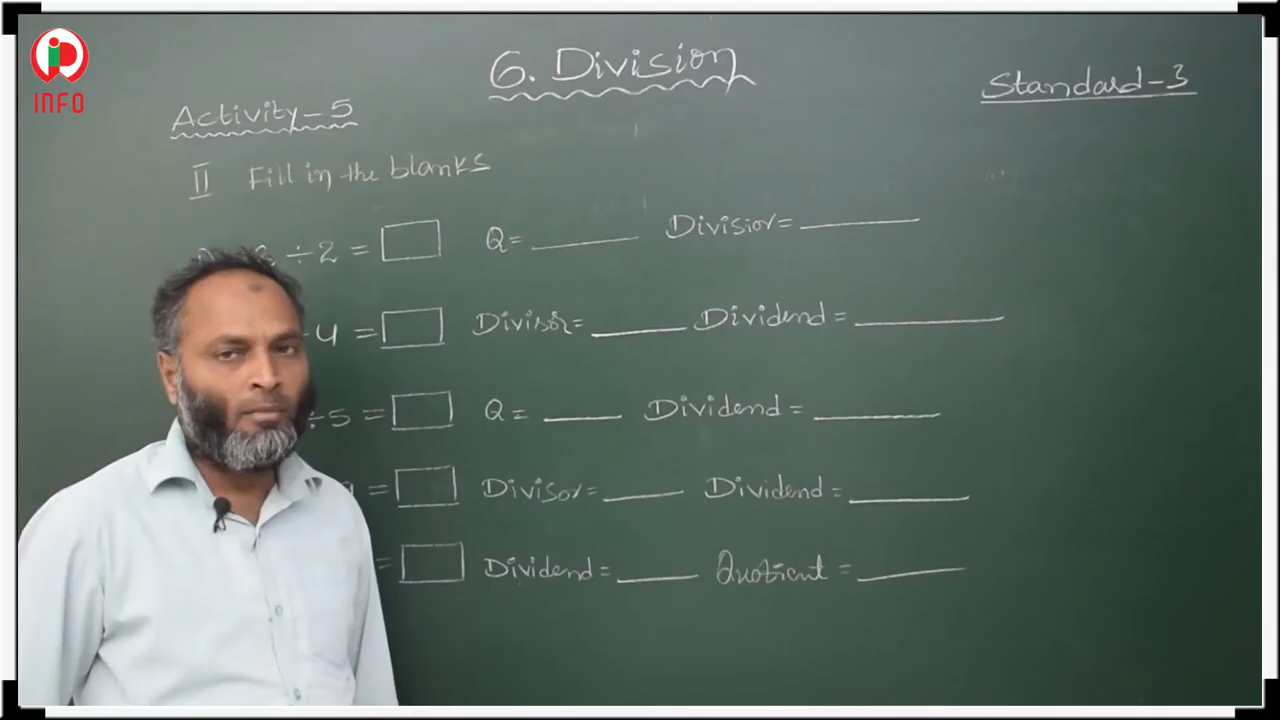 INFO
6. Division
Standard-3
Activity-5
II Fill in the blanks
÷2 = Q= Divisior=
4 = Divisor= Dividend =
÷5 = Q = Dividend =
= Divisor= Dividend=
= Dividend= Quotient =